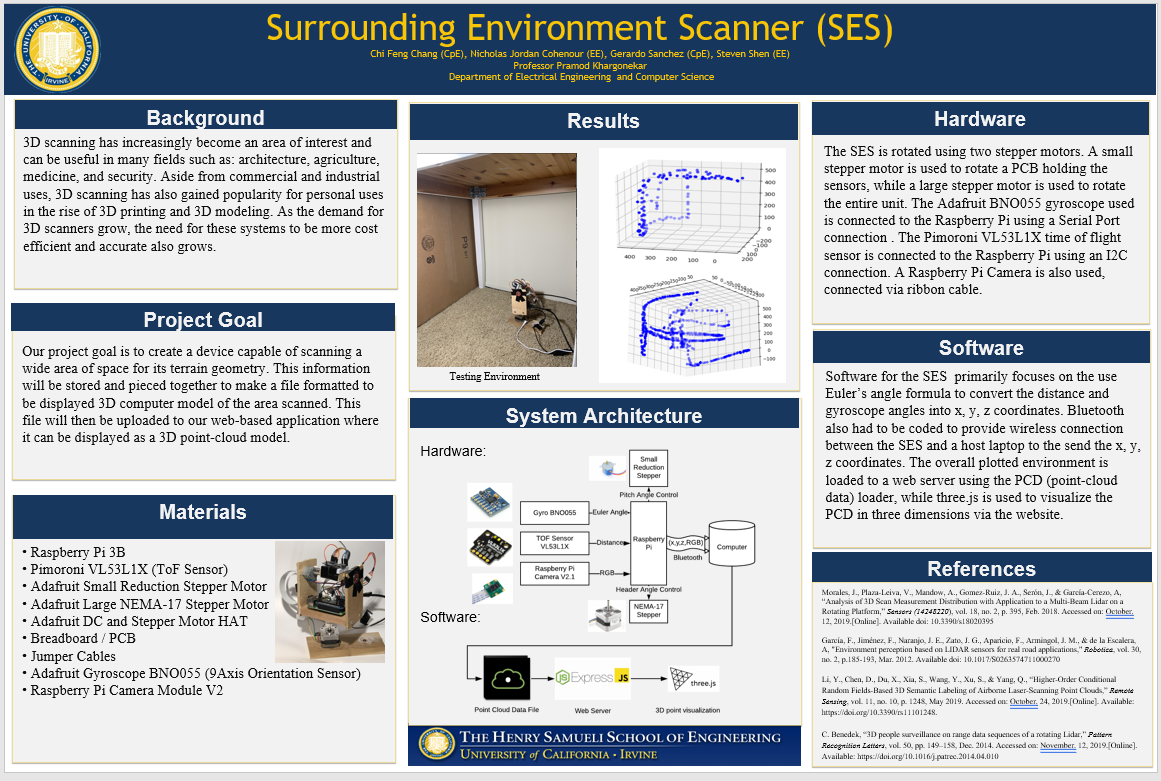 Surrounding Environment Scanner (SES)
Chi Feng Chang (CpE), Nicholas Jordan Cohenour (EE), Gerardo Sanchez (CpE), Steven Shen (EE)
Professor Pramod Khargonekar
Department of Electrical Engineering and Computer Science
Background
3D scanning has increasingly become an area of interest and
can be useful in many fields such as: architecture, agriculture,
medicine, and security. Aside from commercial and industrial
uses, 3D scanning has also gained popularity for personal uses
in the rise of 3D printing and 3D modeling. As the demand for
3D scanners grow, the need for these systems to be more cost
efficient and accurate also grows.
Project Goal
Our project goal is to create a device capable of scanning a
wide area of space for its terrain geometry. This information
will be stored and pieced together to make a file formatted to
be displayed 3D computer model of the area scanned. This
file will then be uploaded to our web-based application where
it can be displayed as a 3D point-cloud model.
Materials
• Raspberry Pi 3B
• Pimoroni VL53L1X (ToF Sensor)
• Adafruit Small Reduction Stepper Motor
• Adafruit Large NEMA-17 Stepper Motor
• Adafruit DC and Stepper Motor HAT
• Breadboard / PCB
• Jumper Cables
• Adafruit Gyroscope BNO055 (9Axis Orientation Sensor)
• Raspberry Pi Camera Module V2
Results
Testing Environment
System Architecture
Hardware:
Small
Reduction
Stepper
Pitch Angle Control
Gyro BNO055
Euler Angle
TOF Sensor
VL53L1X
Distance
Raspberry
Pi
(x,y,z,RGB)
Bluetooth
Computer
Raspberry Pi
Camera V2.1
RGB
Header Angle Control
NEMA-17
Stepper
Software:
Express
JS
three.js
Point Cloud Data File
Web Server
3D point visualization
THE HENRY SAMUELI SCHOOL OF ENGINEERING
UNIVERSITY of CALIFORNIA · IRVINE
Hardware
The SES is rotated using two stepper motors. A small
stepper motor is used to rotate a PCB holding the
sensors, while a large stepper motor is used to rotate
the entire unit. The Adafruit BNO055 gyroscope used
is connected to the Raspberry Pi using a Serial Port
connection . The Pimoroni VL53L1X time of flight
sensor is connected to the Raspberry Pi using an I2C
connection. A Raspberry Pi Camera is also used,
connected via ribbon cable.
Software
Software for the SES primarily focuses on the use
Euler's angle formula to convert the distance and
gyroscope angles into x, y, z coordinates. Bluetooth
also had to be coded to provide wireless connection
between the SES and a host laptop to the send the x, y,
z coordinates. The overall plotted environment is
loaded to a web server using the PCD (point-cloud
data) loader, while three.js is used to visualize the
PCD in three dimensions via the website.
References
Morales, J., Plaza-Leiva, V., Mandow, A., Gomez-Ruiz, J. A., Serón, J., & García-Cerezo, A,
"Analysis of 3D Scan Measurement Distribution with Application to a Multi-Beam Lidar on a
Rotating Platform," Sensors (14248220), vol. 18, no. 2, p. 395, Feb. 2018. Accessed on: October,
12, 2019.[Online]. Available doi: 10.3390/s18020395
García, F., Jiménez, F., Naranjo, J. E., Zato, J. G., Aparicio, F., Armingol, J. M., & de la Escalera,
A, "Environment perception based on LIDAR sensors for real road applications," Robotica, vol. 30,
no. 2, p.185-193, Mar. 2012. Available doi: 10.1017/S0263574711000270
Li, Y., Chen, D., Du, X., Xia, S., Wang, Y., Xu, S., & Yang, Q., "Higher-Order Conditional
Random Fields-Based 3D Semantic Labeling of Airborne Laser-Scanning Point Clouds," Remote
Sensing, vol. 11, no. 10, p. 1248, May 2019. Accessed on: October, 24, 2019.[Online]. Available:
https://doi.org/10.3390/rs11101248.
C. Benedek, "3D people surveillance on range data sequences of a rotating Lidar," Pattern
Recognition Letters, vol. 50, pp. 149–158, Dec. 2014. Accessed on: November, 12, 2019.[Online].
Available: https://doi.org/10.1016/j.patrec.2014.04.010